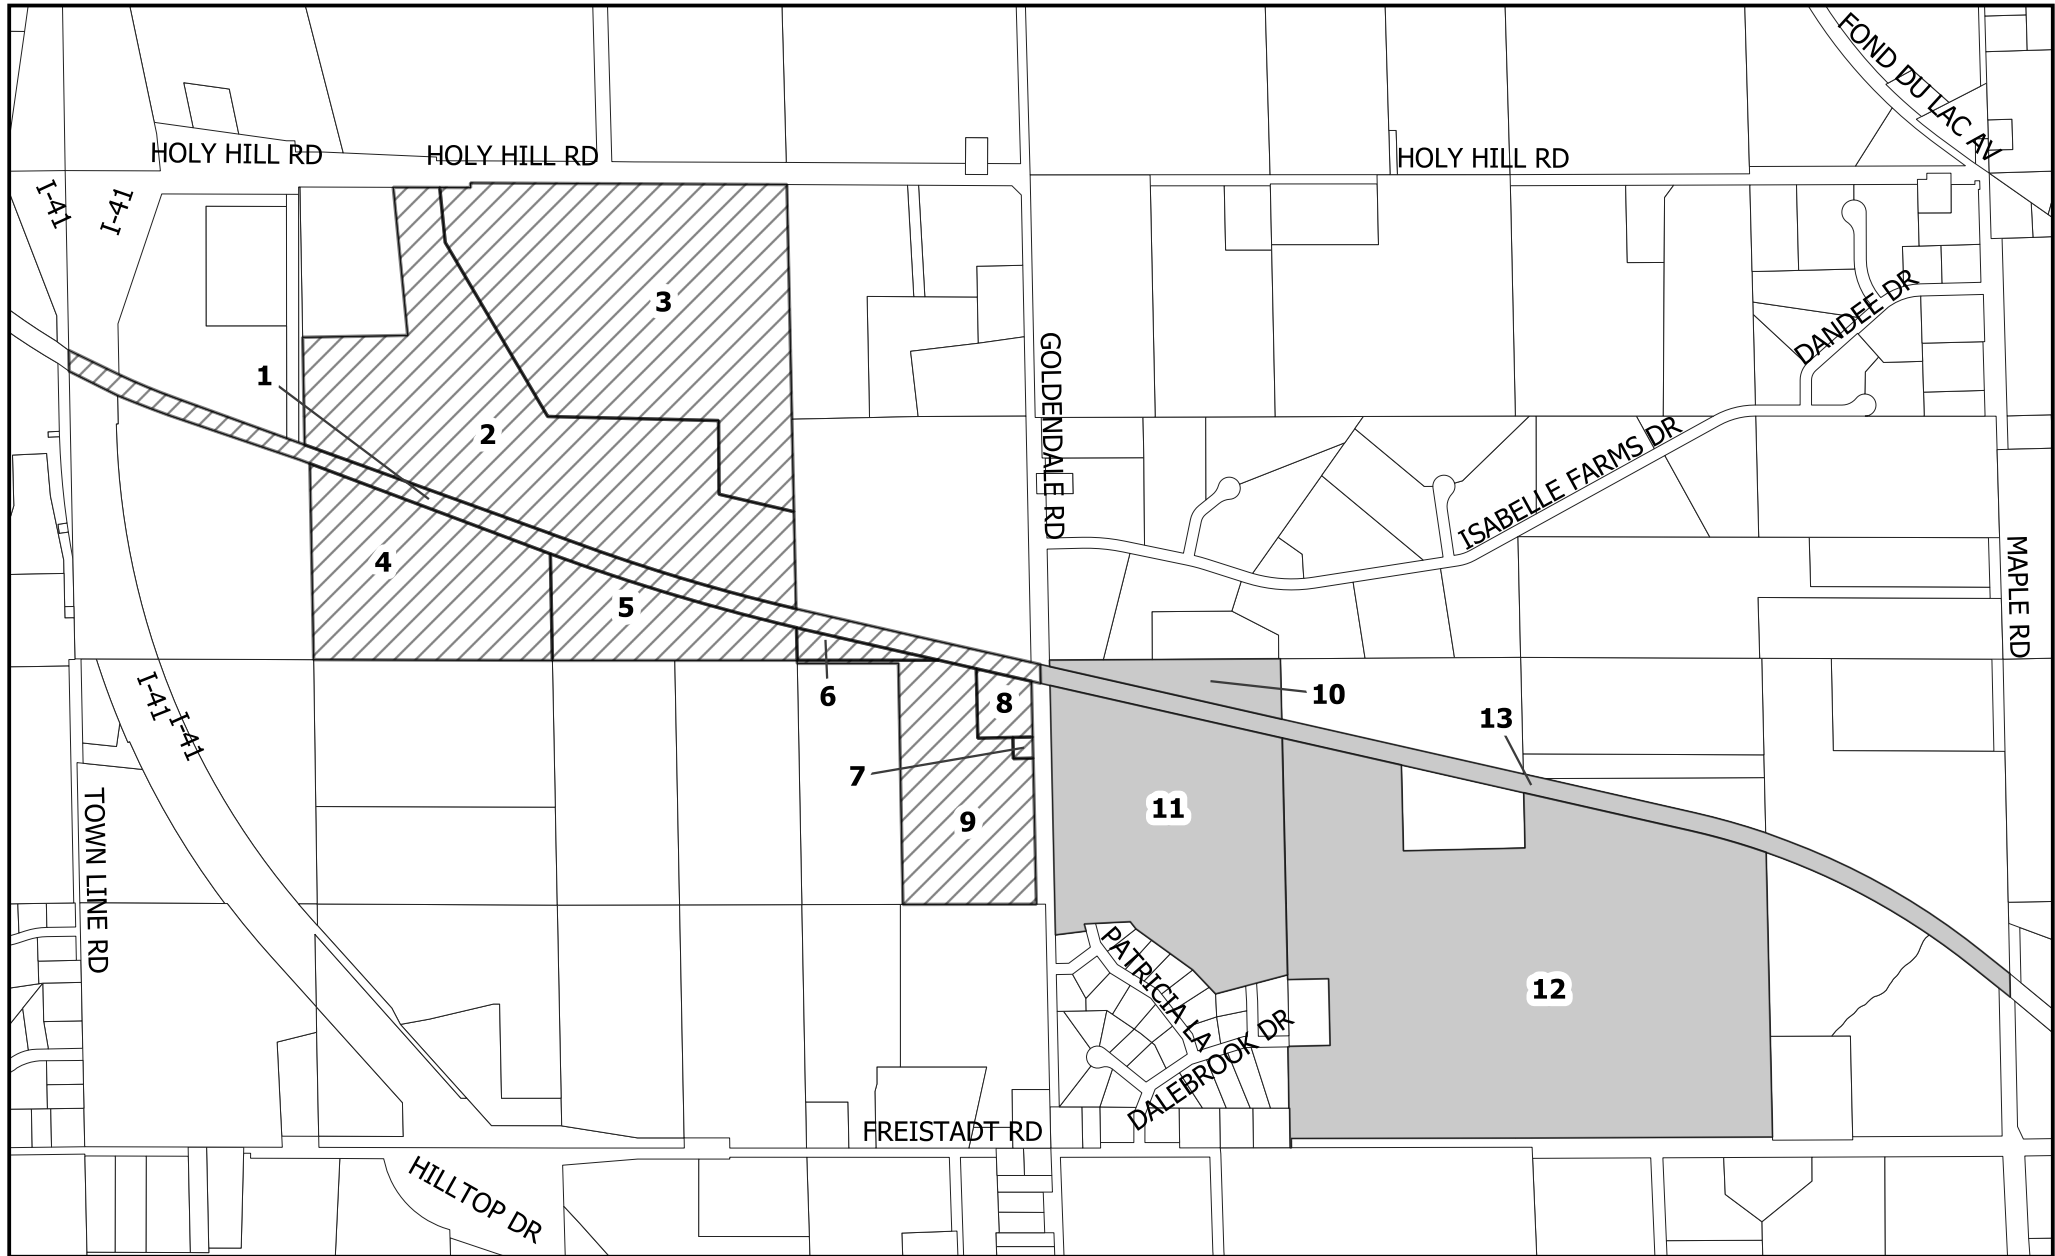 FOND DU LAC AV
HOLY HILL RD
HOLY HILL RD
HOLY HILL RD
I-41
I-41
3
DANDEE DR
1
GOLDENDALE RD
2
ISABELLE FARMS DR
4
5
MAPLE RD
6
8
10
13
I-41
I-41
7
11
9
TOWN LINE RD
PATRICIA LA
12
DALEBROOK DR
FREISTADT RD
HILLTOP DR